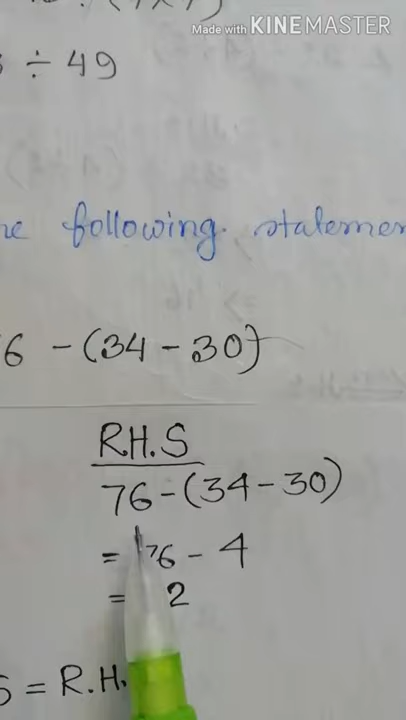 Made with KINEMASTER
÷ 49
following. statemen
6 - (34 - 30)
R.H.S
76 - (34 - 30)
= 76 - 4
= 2
= R.H.